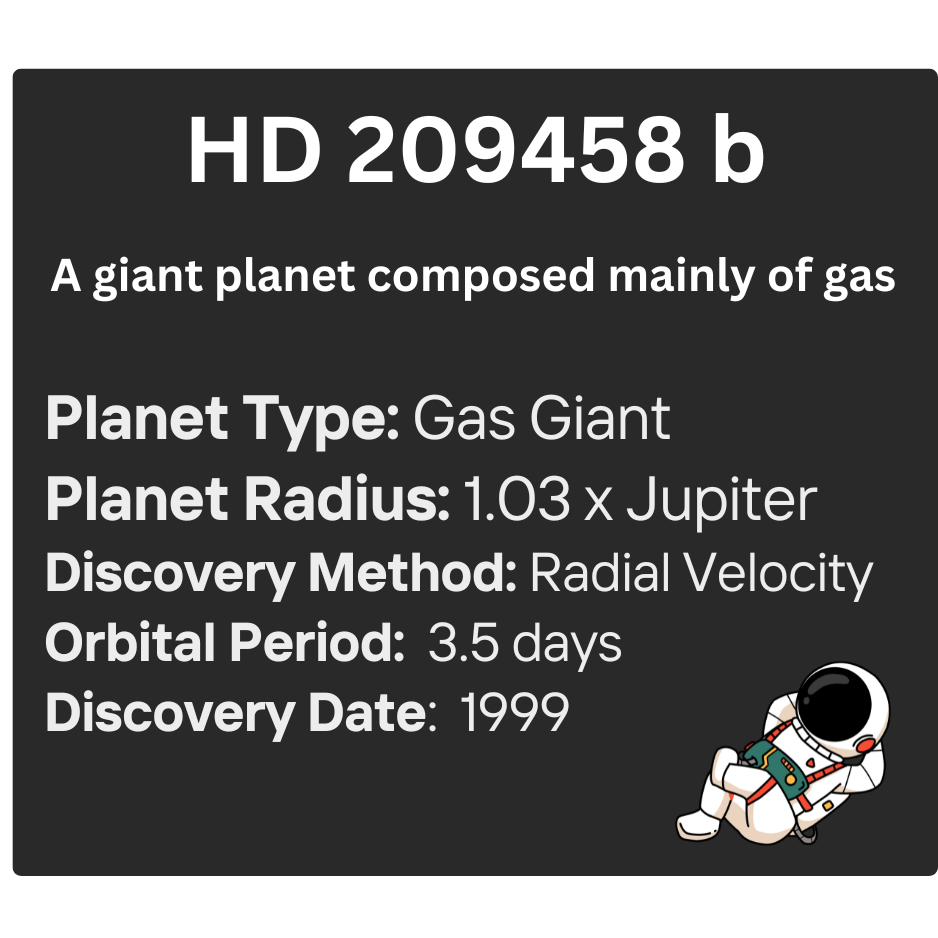 HD 209458 b
A giant planet composed mainly of gas
Planet Type: Gas Giant
Planet Radius: 1.03 x Jupiter
Discovery Method: Radial Velocity
Orbital Period: 3.5 days
Discovery Date: 1999